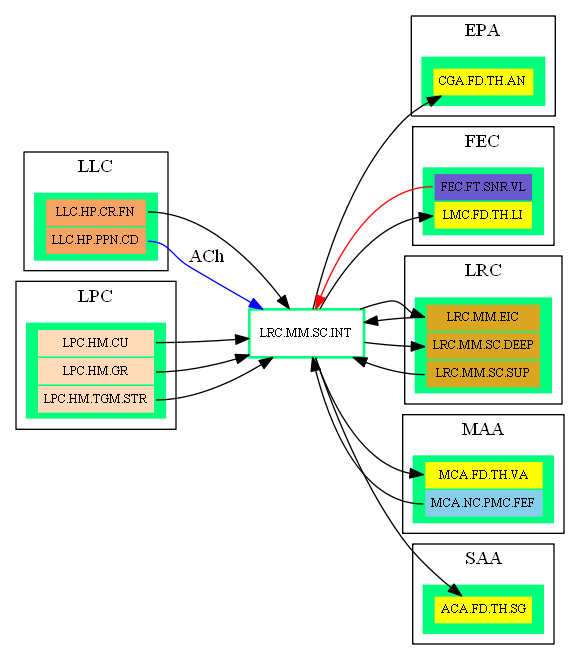 EPA
CGA.FD.TH.AN
FEC
FEC.FT.SNR.VL
LMC.FD.TH.LI
LLC
LLC.HP.CR.FN
LLC.HP.PPN.CD
ACh
LRC
LRC.MM.EIC
LRC.MM.SC.DEEP
LRC.MM.SC.SUP
LPC
LPC.HM.CU
LPC.HM.GR
LPC.HM.TGM.STR
LRC.MM.SC.INT
MAA
MCA.FD.TH.VA
MCA.NC.PMC.FEF
SAA
ACA.FD.TH.SG